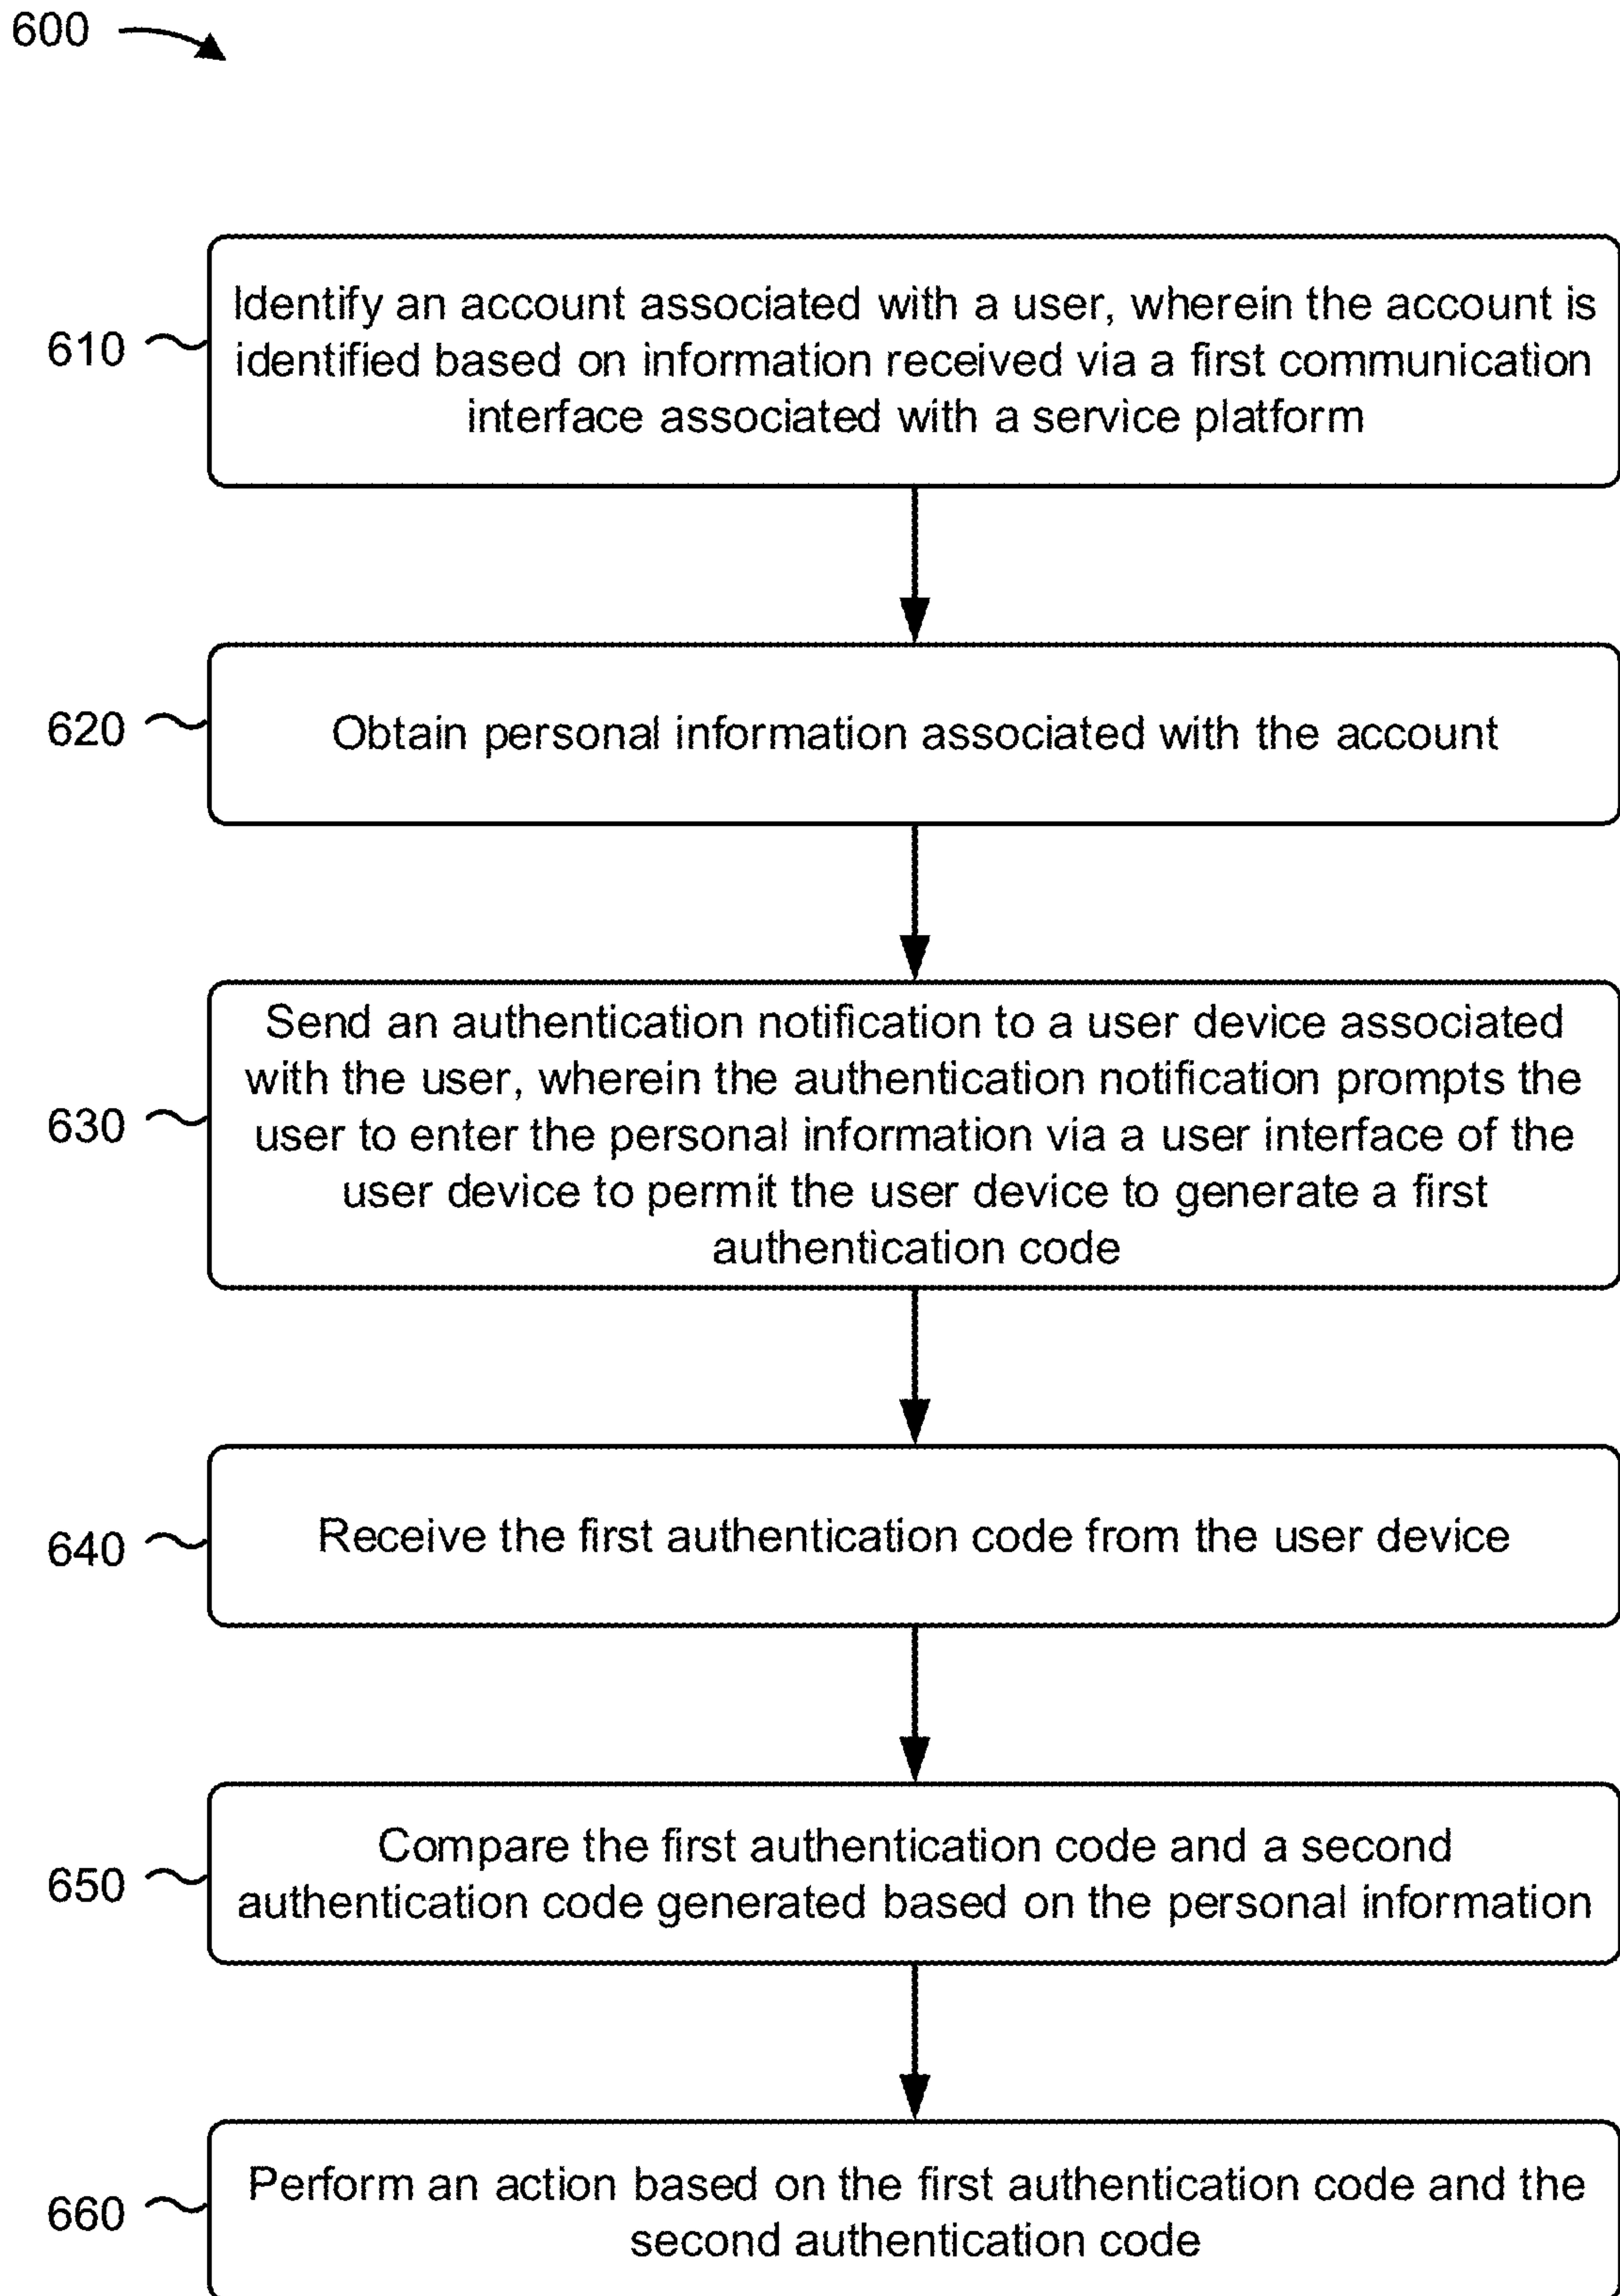 600
Identify an account associated with a user, wherein the account is
610
identified based on information received via a first communication
interface associated with a service platform
620
Obtain personal information associated with the account
Send an authentication notification to a user device associated
with the user, wherein the authentication notification prompts the
630
user to enter the personal information via a user interface of the
user device to permit the user device to generate a first
authentication code
640
Receive the first authentication code from the user device
Compare the first authentication code and a second
650
authentication code generated based on the personal information
Perform an action based on the first authentication code and the
660
second authentication code